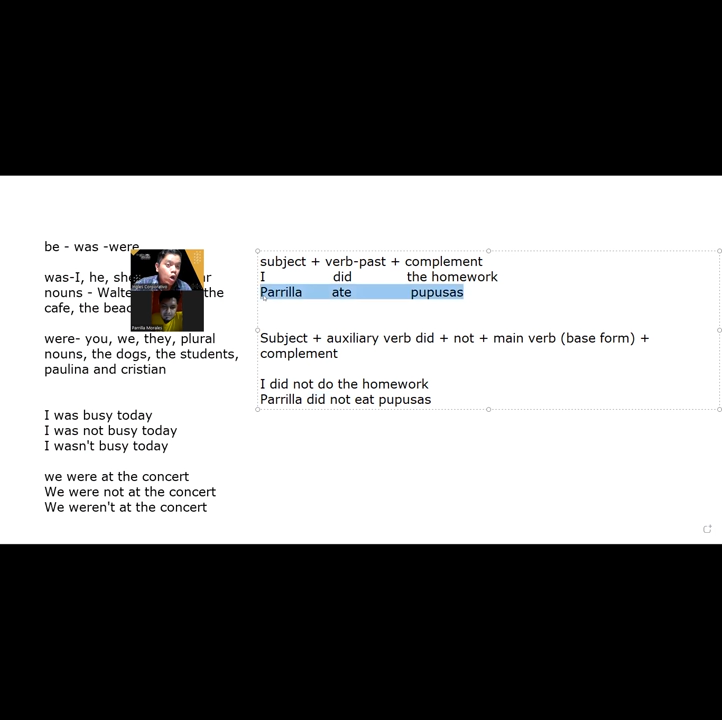 be - was -were
was-I, he, she
nouns - Walte the
cafe, the beac
were- you, we, they, plural
nouns, the dogs, the students,
paulina and cristian
I was busy today
I was not busy today
I wasn't busy today
we were at the concert
We were not at the concert
We weren't at the concert
Parrilla Morales
subject + verb-past + complement
I did the homework
Parrilla ate pupusas
Subject + auxiliary verb did + not + main verb (base form) +
complement
I did not do the homework
Parrilla did not eat pupusas